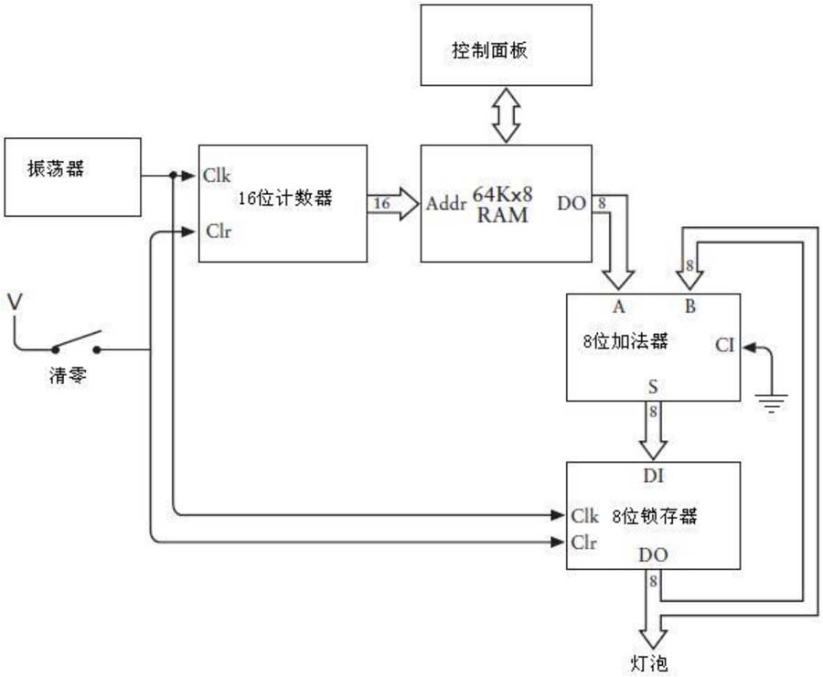 控制面板
振荡器
Clk
16位计数器
Clr
16
Addr
64Kx8
RAM
DO
8
8
V
清零
A
B
8位加法器
CI
S
8
DI
Clk
8位锁存器
Clr
DO
8
灯泡